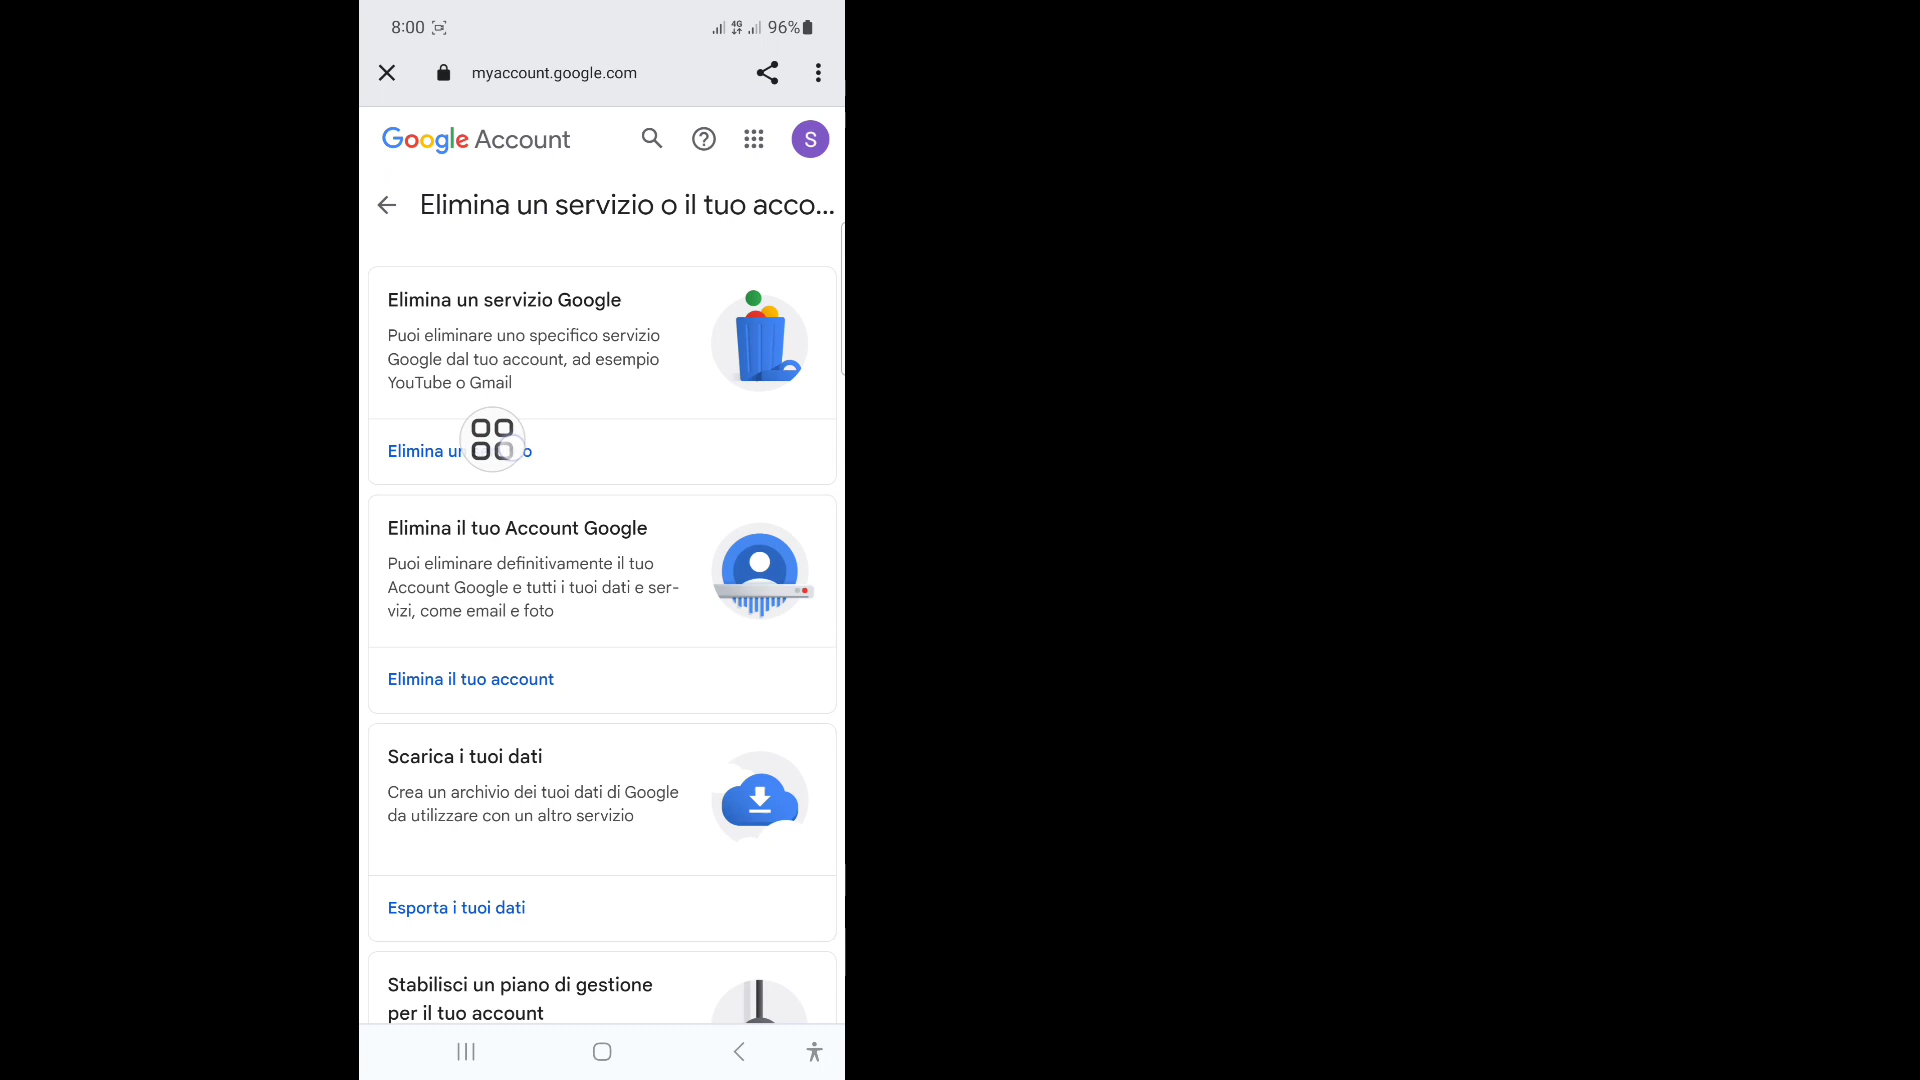 8:00 4G 96%
myaccount.google.com
Google Account S
Elimina un servizio o il tuo acco...
Elimina un servizio Google
Puoi eliminare uno specifico servizio
Google dal tuo account, ad esempio
YouTube o Gmail
Elimina
Elimina il tuo Account Google
Puoi eliminare definitivamente il tuo
Account Google e tutti i tuoi dati e ser-
vizi, come email e foto
Elimina il tuo account
Scarica i tuoi dati
Crea un archivio dei tuoi dati di Google
da utilizzare con un altro servizio
Esporta i tuoi dati
Stabilisci un piano di gestione
per il tuo account